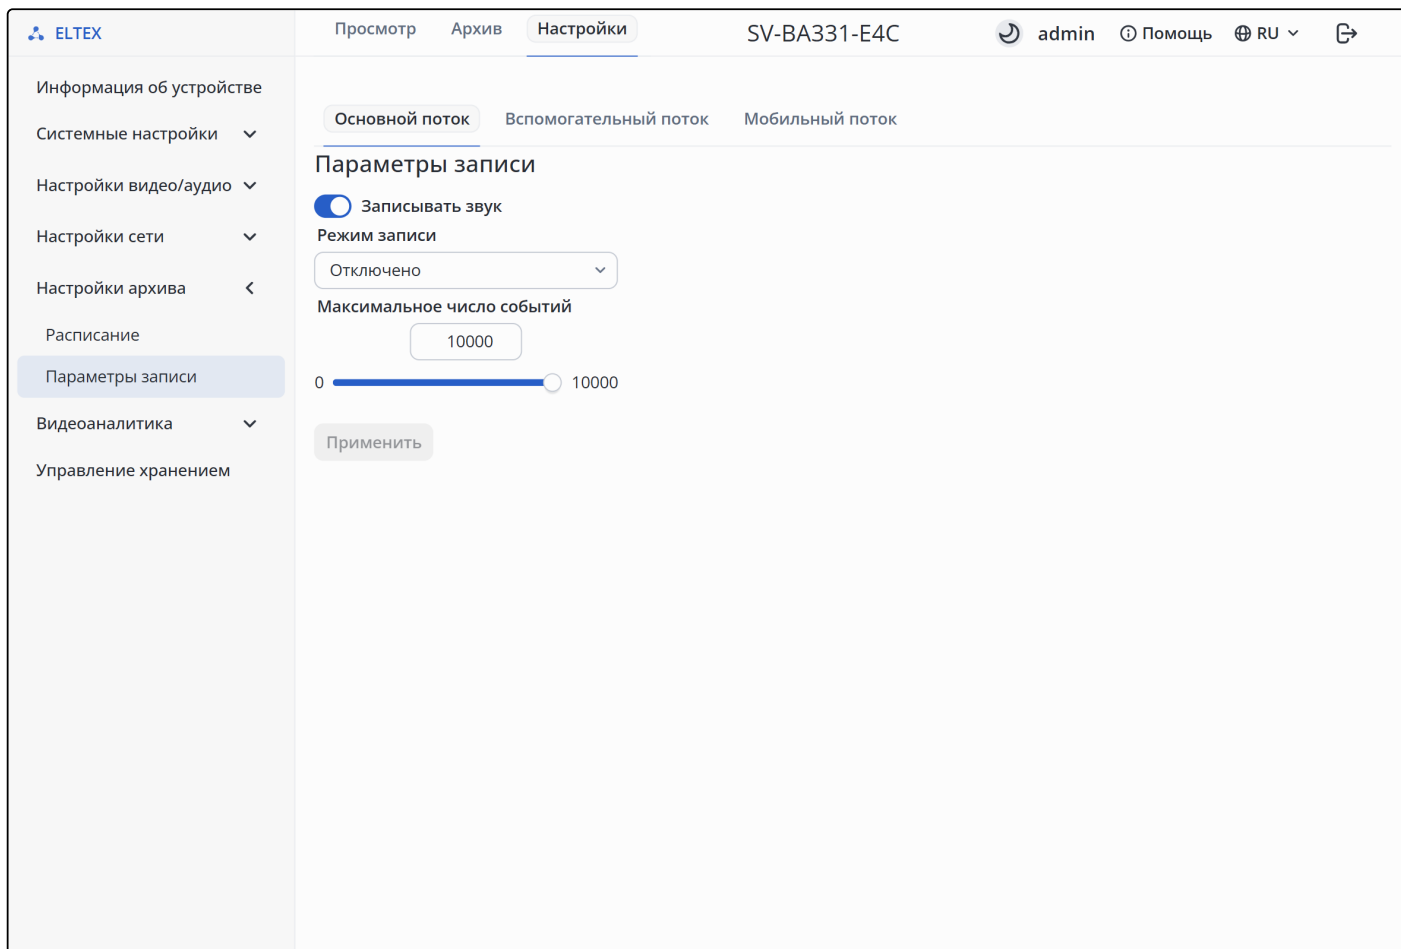 ELTEX
Просмотр Архив Настройки SV-BA331-E4C admin Помощь RU
Информация об устройстве
Системные настройки
Настройки видео/аудио
Настройки сети
Настройки архива
Расписание
Параметры записи
Видеоаналитика
Управление хранением
Основной поток Вспомогательный поток Мобильный поток
Параметры записи
Записывать звук
Режим записи
Отключено
Максимальное число событий
10000
0 10000
Применить